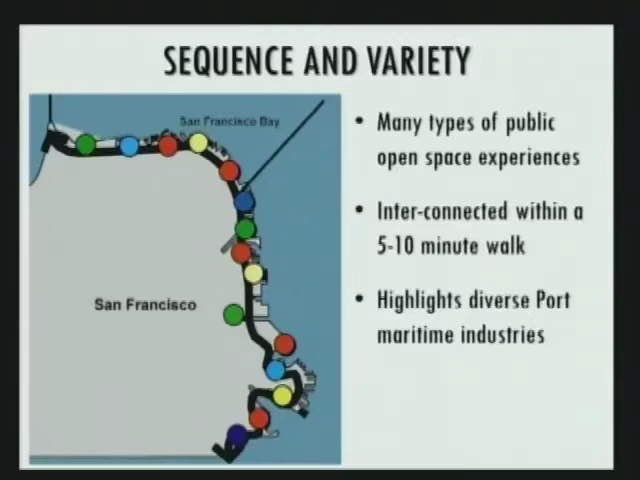 SEQUENCE AND VARIETY
San Francisco Bay
San Francisco
• Many types of public
open space experiences
• Inter-connected within a
5-10 minute walk
• Highlights diverse Port
maritime industries